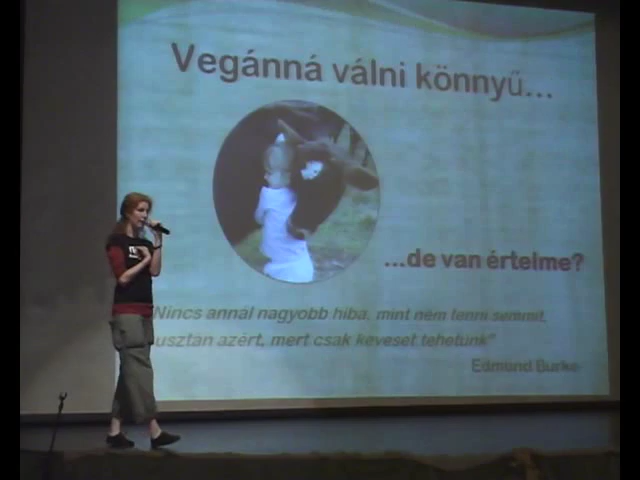 Vegánná válni könnyű...
...de van értelme?
Nincs annál nagyobb hiba, mint nem tenni semmit,
pusztán azért, mert csak keveset tehetünk"
Edmund Burke